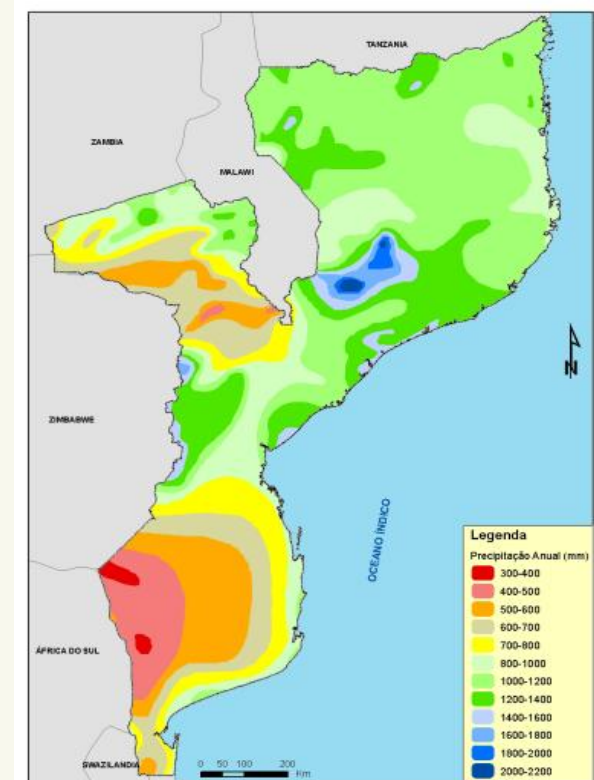 TANZANIA
ZAMBIA
MALAWI
ZIMBABWE
N
OCEANO ÍNDICO
ÁFRICA DO SUL
SWAZILANDIA
0 50 100 200
Km
Legenda
Precipitação Anual (mm)
300-400
400-500
500-600
600-700
700-800
800-1000
1000-1200
1200-1400
1400-1600
1600-1800
1800-2000
2000-2200